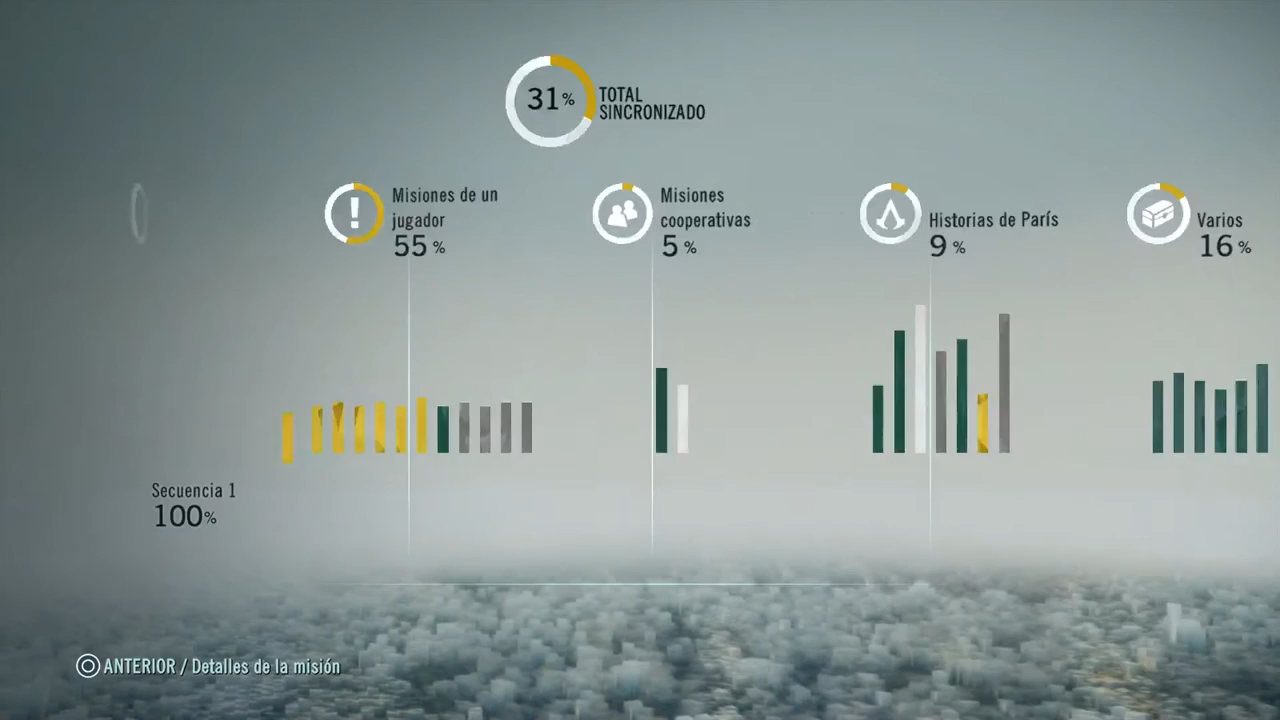 31%
TOTAL
SINCRONIZADO
Misiones de un
jugador
55 %
Misiones
cooperativas
5 %
Historias de París
9 %
Varios
16 %
Secuencia 1
100%
ANTERIOR / Detalles de la misión